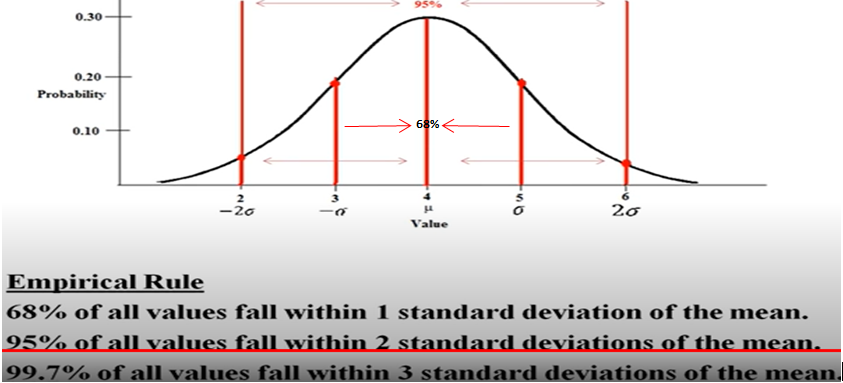 95%
0.30
0.20
Probability
68%
0.10
2 3 4 5 6
−2σ −σ μ σ 2σ
Value
Empirical Rule
68% of all values fall within 1 standard deviation of the mean.
95% of all values fall within 2 standard deviations of the mean.
99.7% of all values fall within 3 standard deviations of the mean.